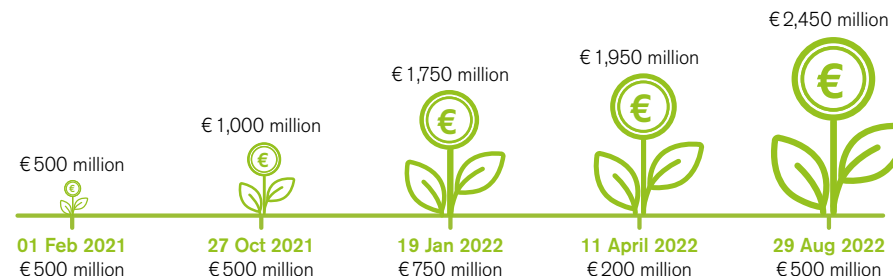 € 2,450 million
€ 1,950 million
€ 1,750 million
€ 1,000 million
€ 500 million
€
€
€
€
€
01 Feb 2021
€ 500 million
27 Oct 2021
€ 500 million
19 Jan 2022
€ 750 million
11 April 2022
€ 200 million
29 Aug 2022
€ 500 million